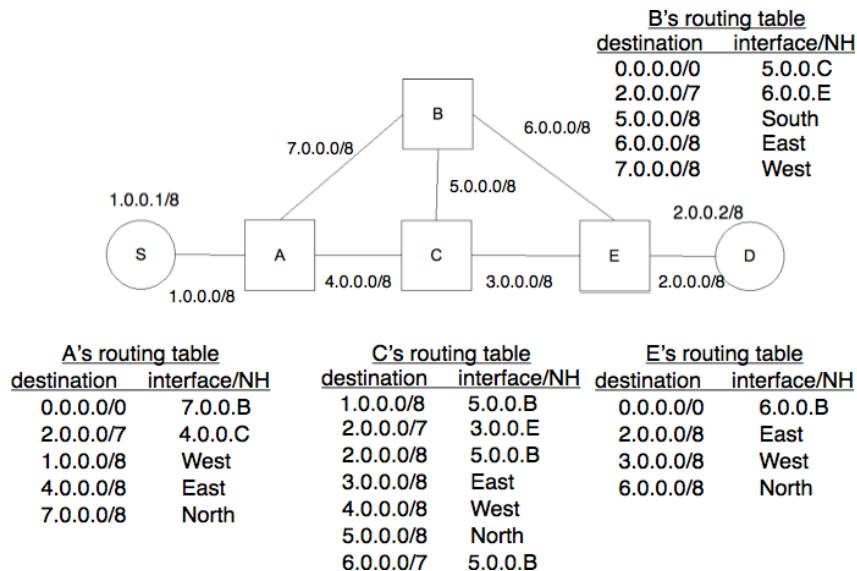 B's routing table
destination interface/NH
0.0.0.0/0 5.0.0.C
2.0.0.0/7 6.0.0.E
5.0.0.0/8 South
6.0.0.0/8 East
7.0.0.0/8 West
B
7.0.0.0/8
6.0.0.0/8
5.0.0.0/8
1.0.0.1/8
2.0.0.2/8
S
A
C
E
D
1.0.0.0/8
4.0.0.0/8
3.0.0.0/8
2.0.0.0/8
A's routing table
destination interface/NH
0.0.0.0/0 7.0.0.B
2.0.0.0/7 4.0.0.C
1.0.0.0/8 West
4.0.0.0/8 East
7.0.0.0/8 North
C's routing table
destination interface/NH
1.0.0.0/8 5.0.0.B
2.0.0.0/7 3.0.0.E
2.0.0.0/8 5.0.0.B
3.0.0.0/8 East
4.0.0.0/8 West
5.0.0.0/8 North
6.0.0.0/7 5.0.0.B
E's routing table
destination interface/NH
0.0.0.0/0 6.0.0.B
2.0.0.0/8 East
3.0.0.0/8 West
6.0.0.0/8 North